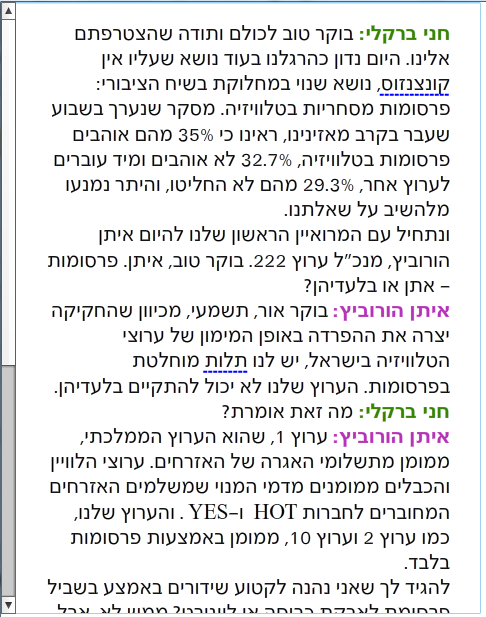 חני ברקלי: בוקר טוב לכולם ותודה שהצטרפתם
אלינו. היום נדון כהרגלנו בעוד נושא שעליו אין
קונצנזוס, נושא שנוי במחלוקת בשיח הציבורי:
פרסומות מסחריות בטלוויזיה. מסקר שנערך בשבוע
שעבר בקרב מאזינינו, ראינו כי 35% מהם אוהבים
פרסומות בטלוויזיה, 32.7% לא אוהבים ומיד עוברים
לערוץ אחר, 29.3% מהם לא החליטו, והיתר נמנעו
מלהשיב על שאלתנו.
ונתחיל עם המרואיין הראשון שלנו להיום איתן
הורוביץ, מנכ"ל ערוץ 222. בוקר טוב, איתן. פרסומות
– אתן או בלעדיהן?
איתן הורוביץ: בוקר אור, תשמעי, מכיוון שהחקיקה
יצרה את ההפרדה באופן המימון של ערוצי
הטלוויזיה בישראל, יש לנו תלות מוחלטת
בפרסומות. הערוץ שלנו לא יכול להתקיים בלעדיהן.
חני ברקלי: מה זאת אומרת?
איתן הורוביץ: ערוץ 1, שהוא הערוץ הממלכתי,
ממומן מתשלומי האגרה של האזרחים. ערוצי הלוויין
והכבלים ממומנים מדמי המנוי שמשלמים האזרחים
המחוברים לחברות HOT ו–YES . והערוץ שלנו,
כמו ערוץ 2 וערוץ 10, ממומן באמצעות פרסומות
בלבד.
להגיד לך שאני נהנה לקטוע שידורים באמצע בשביל